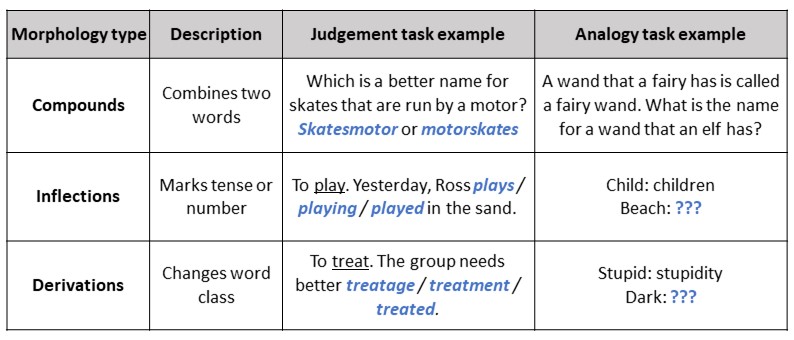 Morphology type Description Judgement task example Analogy task example
Compounds
Combines two
words
Which is a better name for
skates that are run by a motor?
Skatesmotor or motorskates
A wand that a fairy has is called
a fairy wand. What is the name
for a wand that an elf has?
Inflections
Marks tense or
number
To play. Yesterday, Ross plays /
playing / played in the sand.
Child: children
Beach: ???
Derivations
Changes word
class
To treat. The group needs
better treatage / treatment /
treated.
Stupid: stupidity
Dark: ???